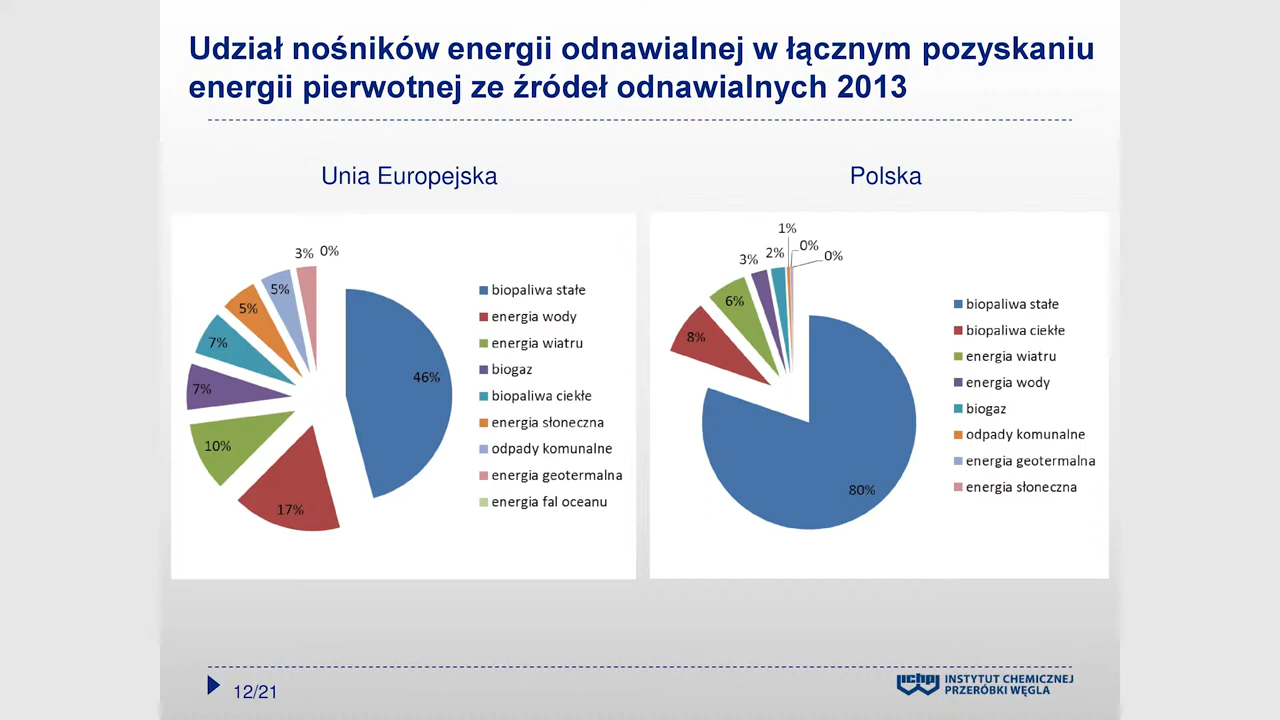 Udział nośników energii odnawialnej w łącznym pozyskaniu
energii pierwotnej ze źródeł odnawialnych 2013
Unia Europejska
3%
0%
5%
5%
7%
7%
10%
17%
46%
biopaliwa stałe
energia wody
energia wiatru
biogaz
biopaliwa ciekłe
energia słoneczna
odpady komunalne
energia geotermalna
energia fal oceanu
Polska
1%
0%
0%
2%
3%
6%
8%
80%
biopaliwa stałe
biopaliwa ciekłe
energia wiatru
energia wody
biogaz
odpady komunalne
energia geotermalna
energia słoneczna
12/21
ichpw
INSTYTUT CHEMICZNEJ
PRZERÓBKI WĘGLA